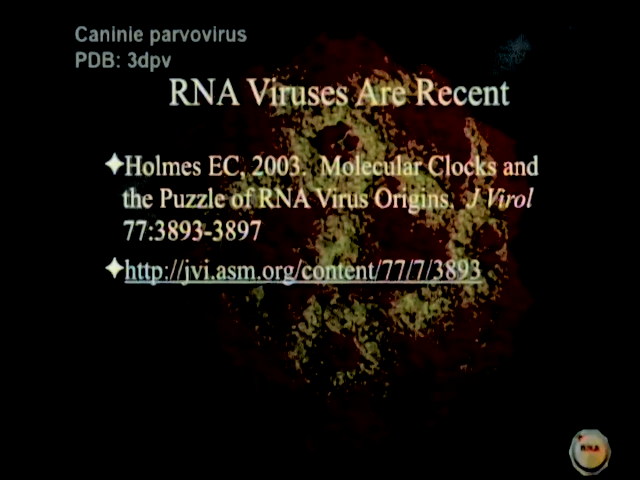 Caninie parvovirus
PDB: 3dpv
RNA Viruses Are Recent
✦Holmes EC, 2003. Molecular Clocks and
the Puzzle of RNA Virus Origins. J Virol
77:3893-3897
✦http://jvi.asm.org/content/77/7/3893
RNA